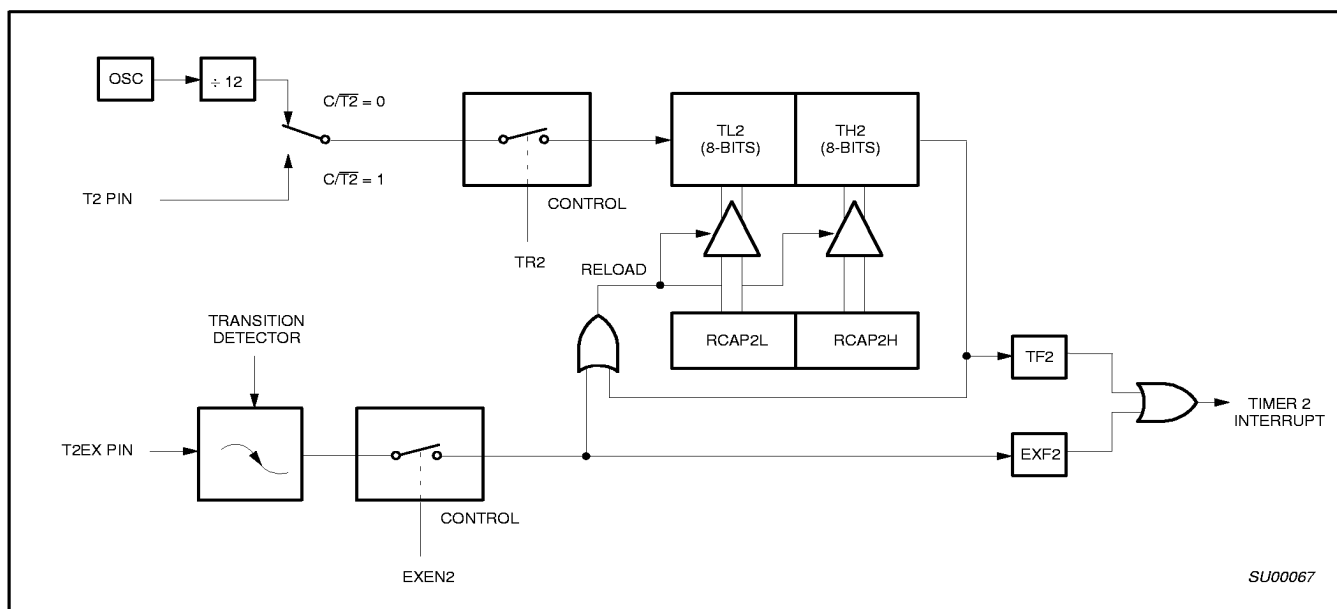 OSC
÷ 12
C/T2̅ = 0
C/T2̅ = 1
T2 PIN
CONTROL
TR2
TL2
(8-BITS)
TH2
(8-BITS)
RELOAD
RCAP2L
RCAP2H
TRANSITION
DETECTOR
T2EX PIN
CONTROL
EXEN2
TF2
EXF2
TIMER 2
INTERRUPT
SU00067